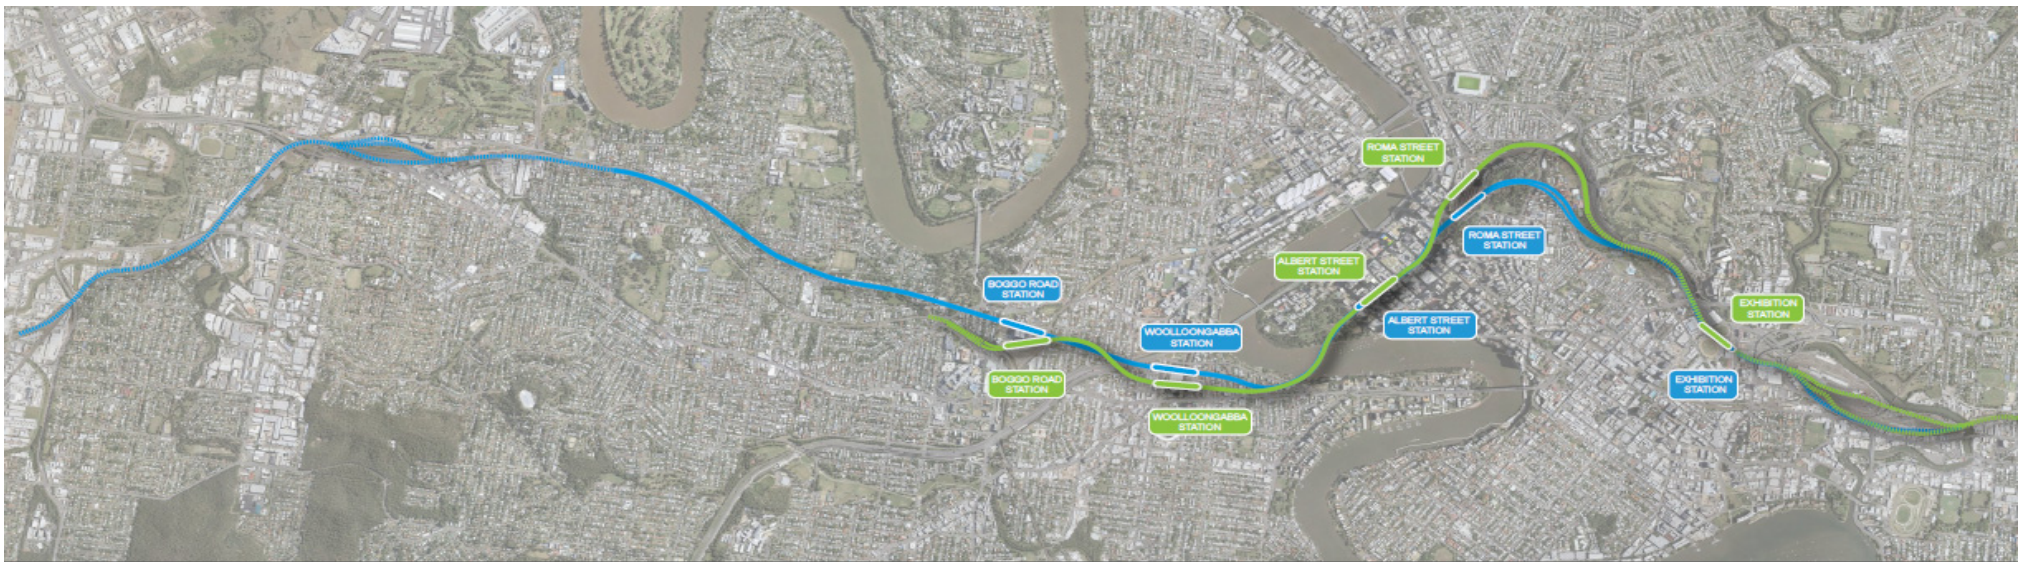 ROMA STREET
STATION
ROMA STREET
STATION
ALBERT STREET
STATION
BOGGO ROAD
STATION
EXHIBITION
STATION
ALBERT STREET
STATION
WOOLLOONGABBA
STATION
BOGGO ROAD
STATION
EXHIBITION
STATION
WOOLLOONGABBA
STATION